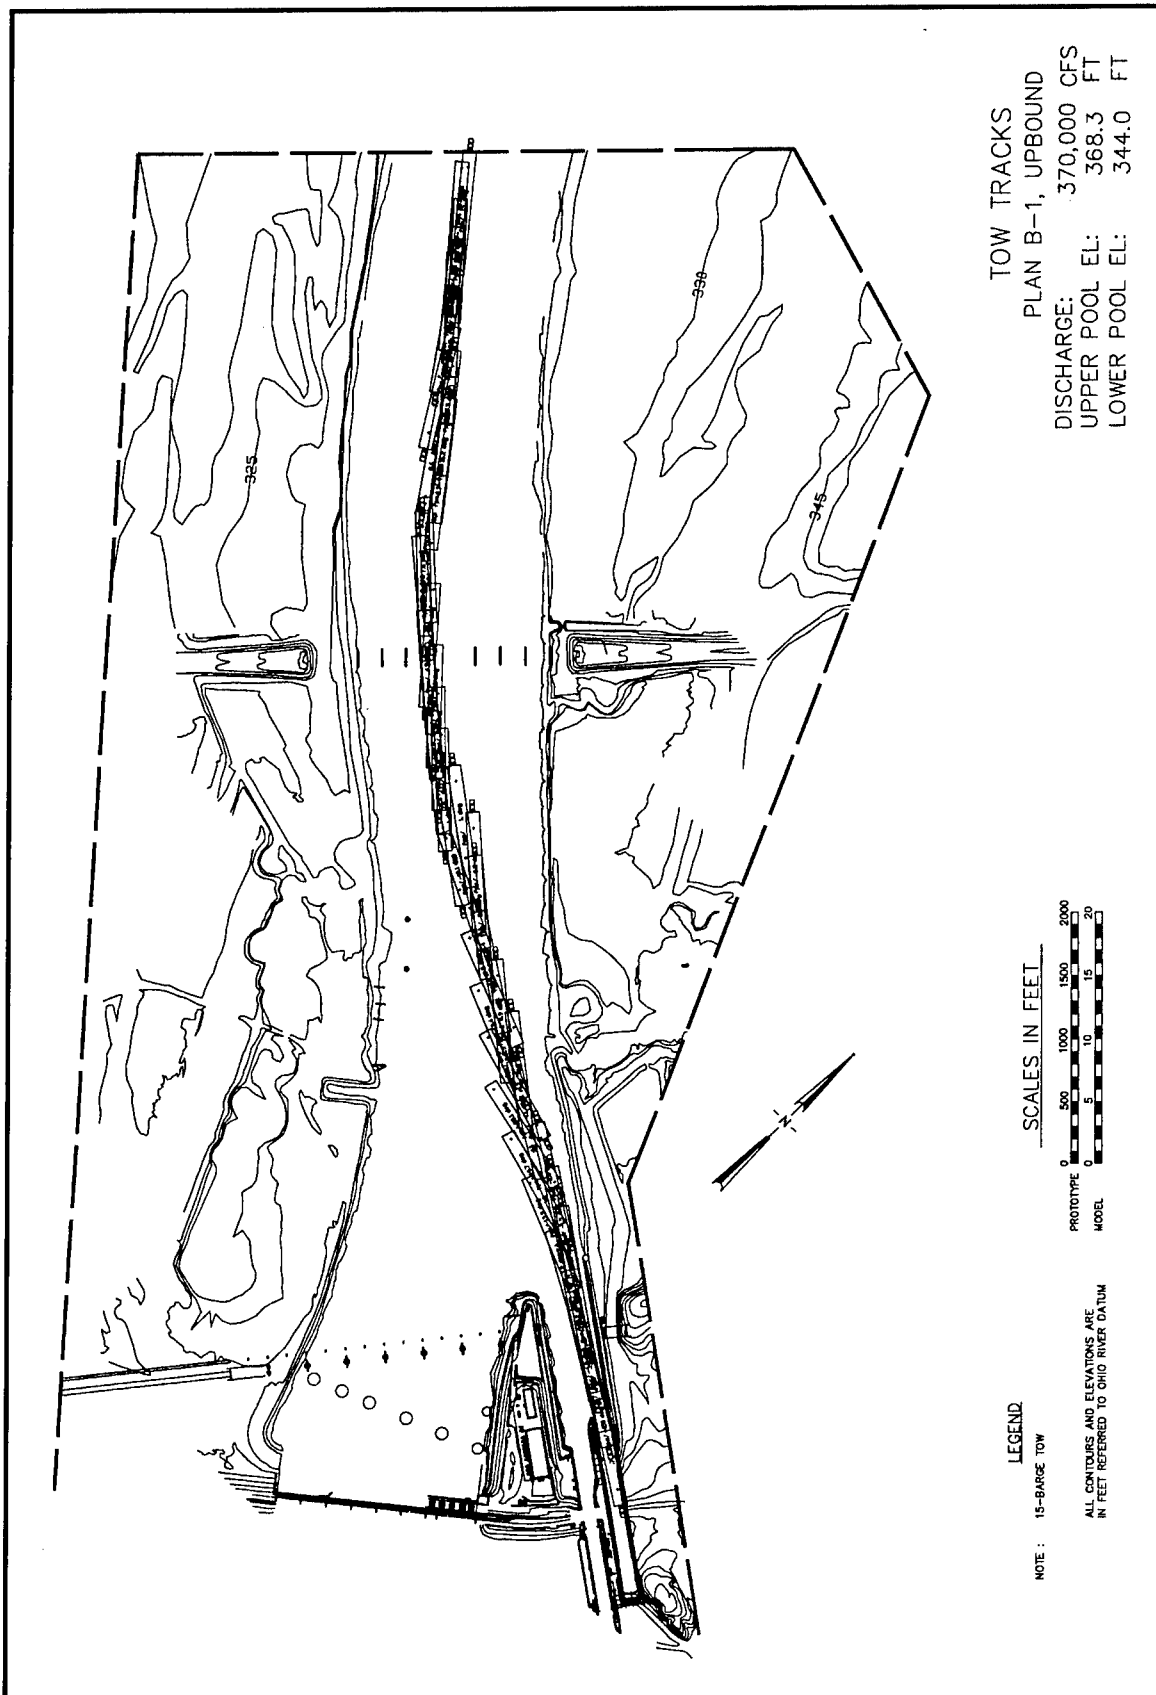 TOW TRACKS
PLAN B-1, UPBOUND
DISCHARGE: 370,000 CFS
UPPER POOL EL: 368.3 FT
LOWER POOL EL: 344.0 FT
325
330
345
N
SCALES IN FEET
PROTOTYPE 0 500 1000 1500 2000
MODEL 0 5 10 15 20
LEGEND
NOTE : 15-BARGE TOW
ALL CONTOURS AND ELEVATIONS ARE
IN FEET REFERRED TO OHIO RIVER DATUM